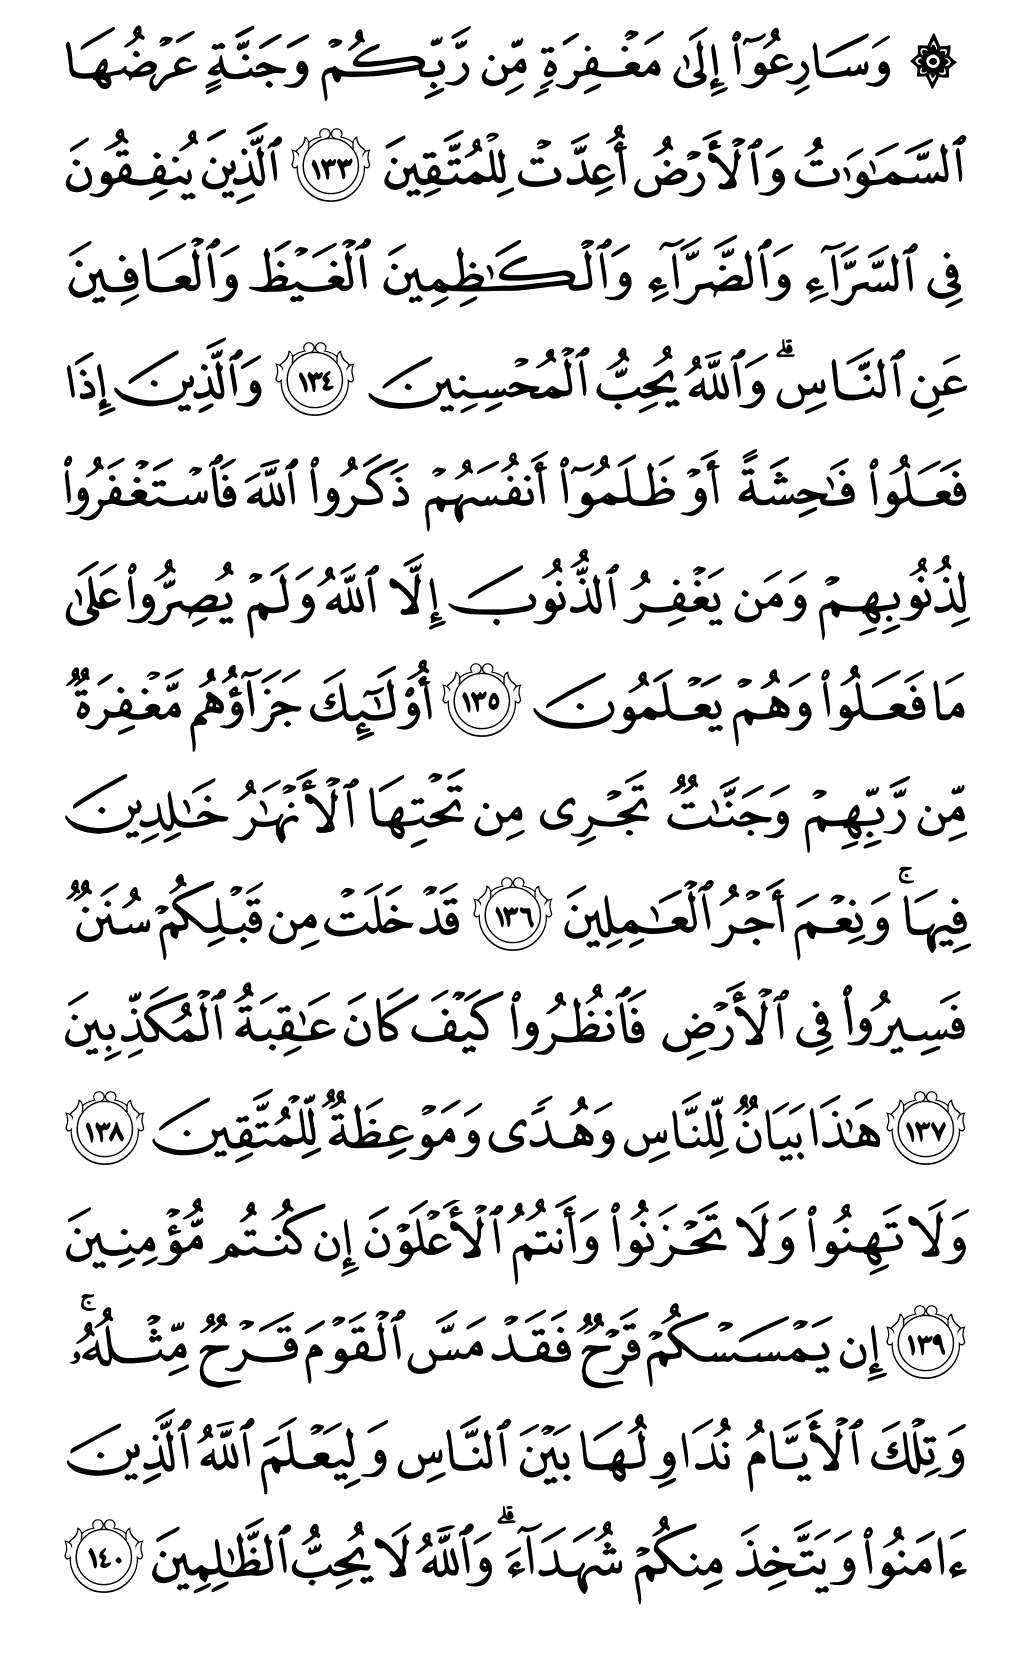 ۞ وَسَارِعُوٓا۟ إِلَىٰ مَغْفِرَةٍ مِّن رَّبِّكُمْ وَجَنَّةٍ عَرْضُهَا
ٱلسَّمَـٰوَٰتُ وَٱلْأَرْضُ أُعِدَّتْ لِلْمُتَّقِينَ ١٣٣ ٱلَّذِينَ يُنفِقُونَ
فِى ٱلسَّرَّآءِ وَٱلضَّرَّآءِ وَٱلْكَـٰظِمِينَ ٱلْغَيْظَ وَٱلْعَافِينَ
عَنِ ٱلنَّاسِ ۗ وَٱللَّهُ يُحِبُّ ٱلْمُحْسِنِينَ ١٣٤ وَٱلَّذِينَ إِذَا
فَعَلُوا۟ فَـٰحِشَةً أَوْ ظَلَمُوٓا۟ أَنفُسَهُمْ ذَكَرُوا۟ ٱللَّهَ فَٱسْتَغْفَرُوا۟
لِذُنُوبِهِمْ وَمَن يَغْفِرُ ٱلذُّنُوبَ إِلَّا ٱللَّهُ وَلَمْ يُصِرُّوا۟ عَلَىٰ
مَا فَعَلُوا۟ وَهُمْ يَعْلَمُونَ ١٣٥ أُو۟لَـٰٓئِكَ جَزَآؤُهُم مَّغْفِرَةٌ
مِّن رَّبِّهِمْ وَجَنَّـٰتٌ تَجْرِى مِن تَحْتِهَا ٱلْأَنْهَـٰرُ خَـٰلِدِينَ
فِيهَا ۚ وَنِعْمَ أَجْرُ ٱلْعَـٰمِلِينَ ١٣٦ قَدْ خَلَتْ مِن قَبْلِكُمْ سُنَنٌ
فَسِيرُوا۟ فِى ٱلْأَرْضِ فَٱنظُرُوا۟ كَيْفَ كَانَ عَـٰقِبَةُ ٱلْمُكَذِّبِينَ
١٣٧ هَـٰذَا بَيَانٌ لِّلنَّاسِ وَهُدًى وَمَوْعِظَةٌ لِّلْمُتَّقِينَ ١٣٨
وَلَا تَهِنُوا۟ وَلَا تَحْزَنُوا۟ وَأَنتُمُ ٱلْأَعْلَوْنَ إِن كُنتُم مُّؤْمِنِينَ
١٣٩ إِن يَمْسَسْكُمْ قَرْحٌ فَقَدْ مَسَّ ٱلْقَوْمَ قَرْحٌ مِّثْلُهُۥ ۚ
وَتِلْكَ ٱلْأَيَّامُ نُدَاوِلُهَا بَيْنَ ٱلنَّاسِ وَلِيَعْلَمَ ٱللَّهُ ٱلَّذِينَ
ءَامَنُوا۟ وَيَتَّخِذَ مِنكُمْ شُهَدَآءَ ۗ وَٱللَّهُ لَا يُحِبُّ ٱلظَّـٰلِمِينَ ١٤٠